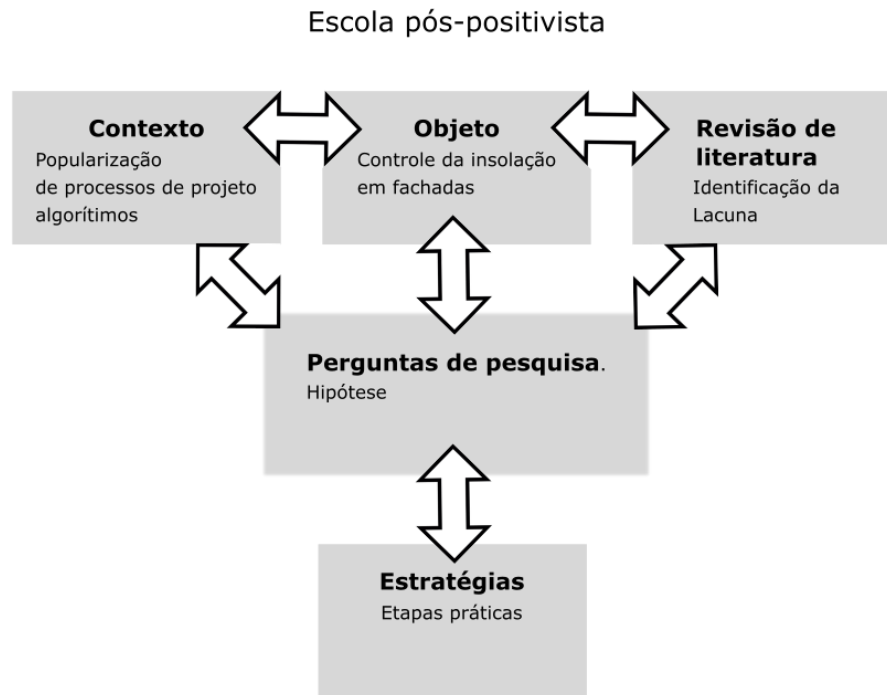 Escola pós-positivista
Contexto
Popularização
de processos de projeto
algorítimos
Objeto
Controle da insolação
em fachadas
Revisão de
literatura
Identificação da
Lacuna
Perguntas de pesquisa.
Hipótese
Estratégias
Etapas práticas